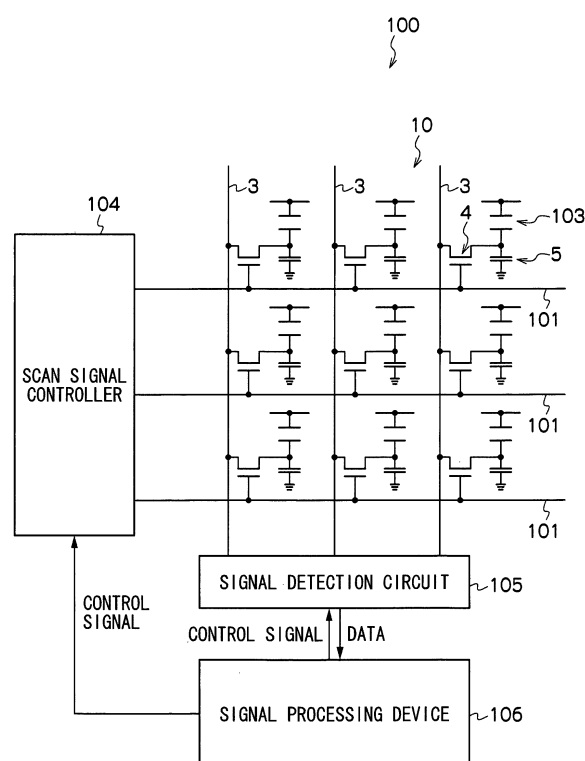 100
10
3
3
3
104
4
103
5
101
SCAN SIGNAL
CONTROLLER
101
101
SIGNAL DETECTION CIRCUIT
105
CONTROL
SIGNAL
CONTROL SIGNAL
DATA
SIGNAL PROCESSING DEVICE
106